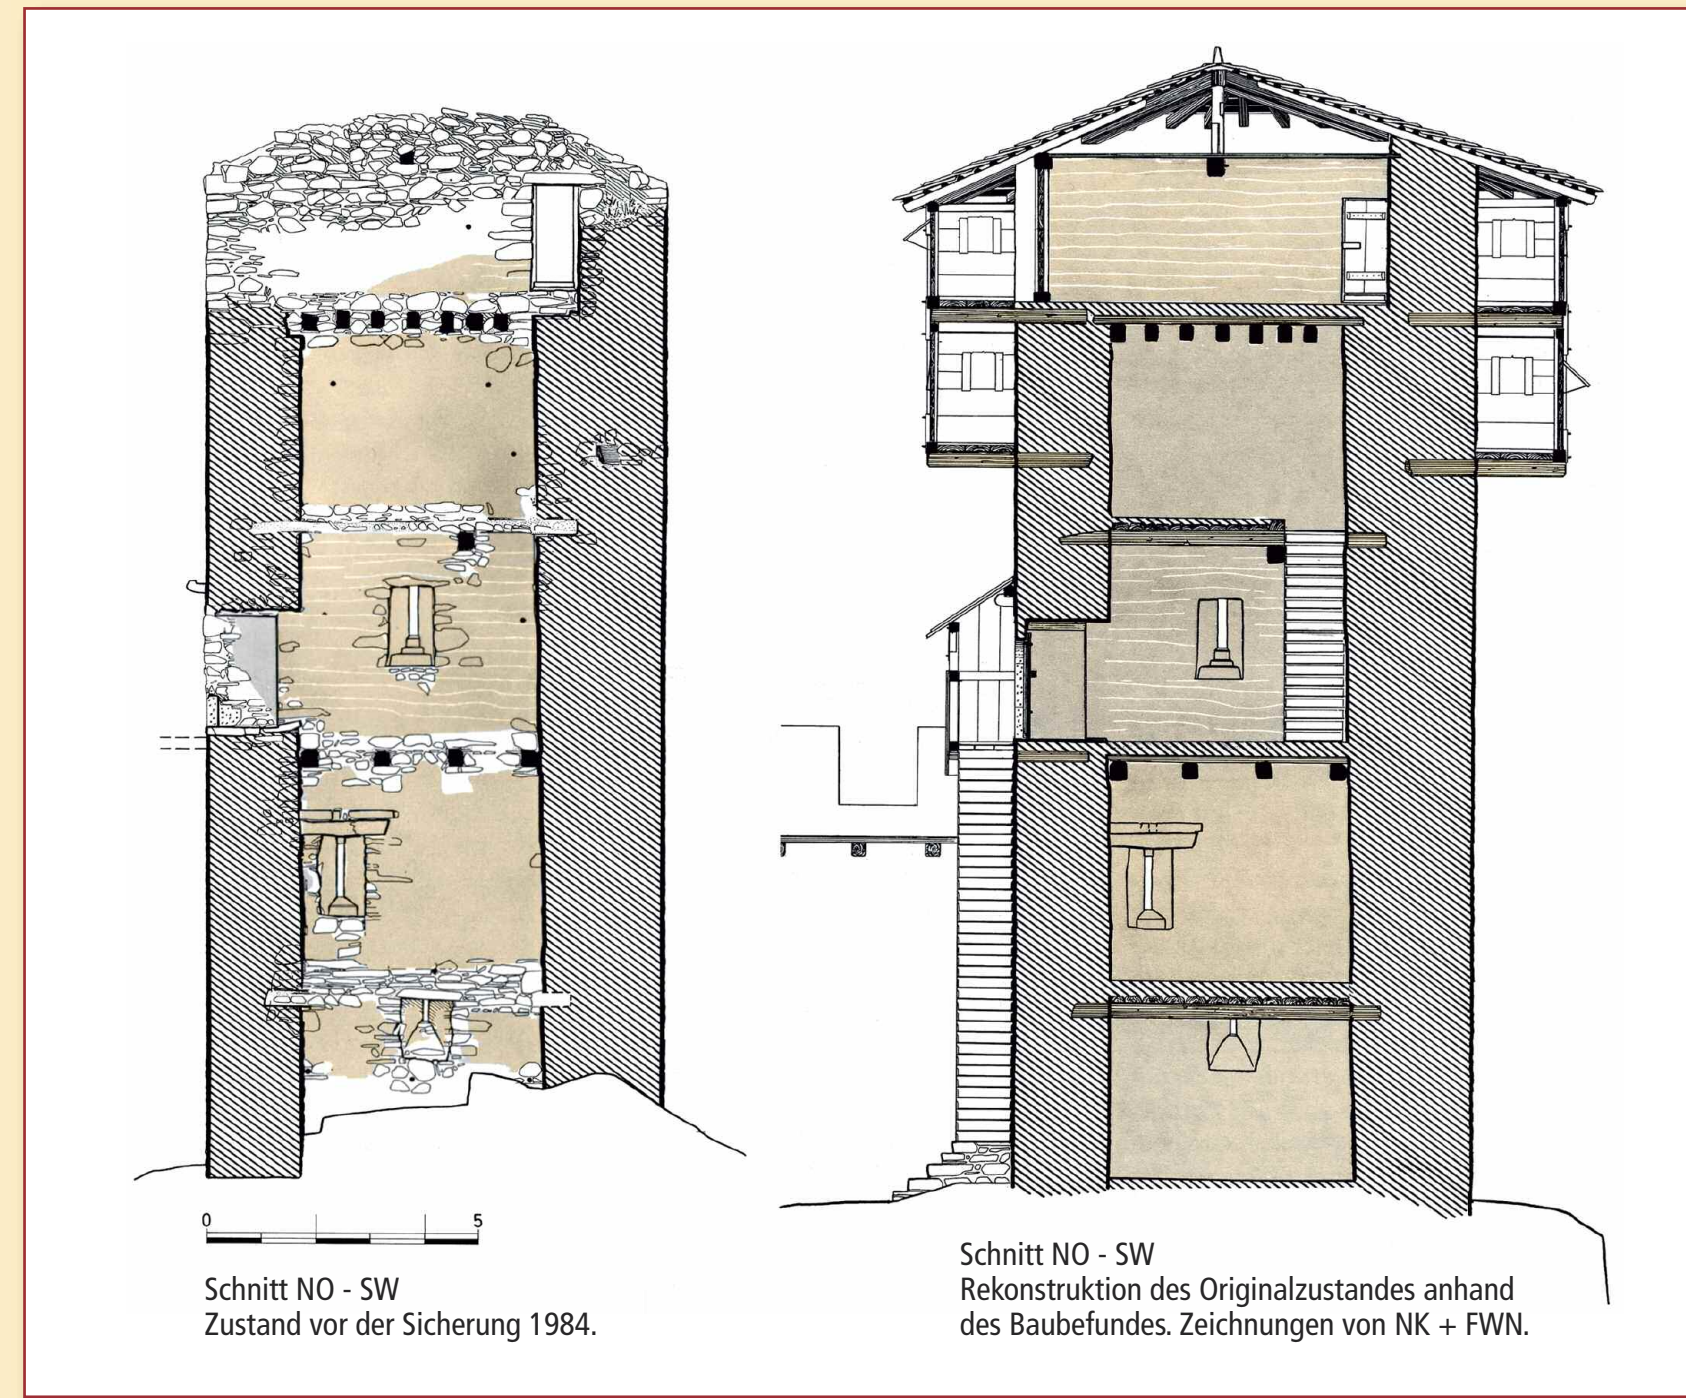 0 5
Schnitt NO - SW
Zustand vor der Sicherung 1984.
Schnitt NO - SW
Rekonstruktion des Originalzustandes anhand
des Baubefundes. Zeichnungen von NK + FWN.